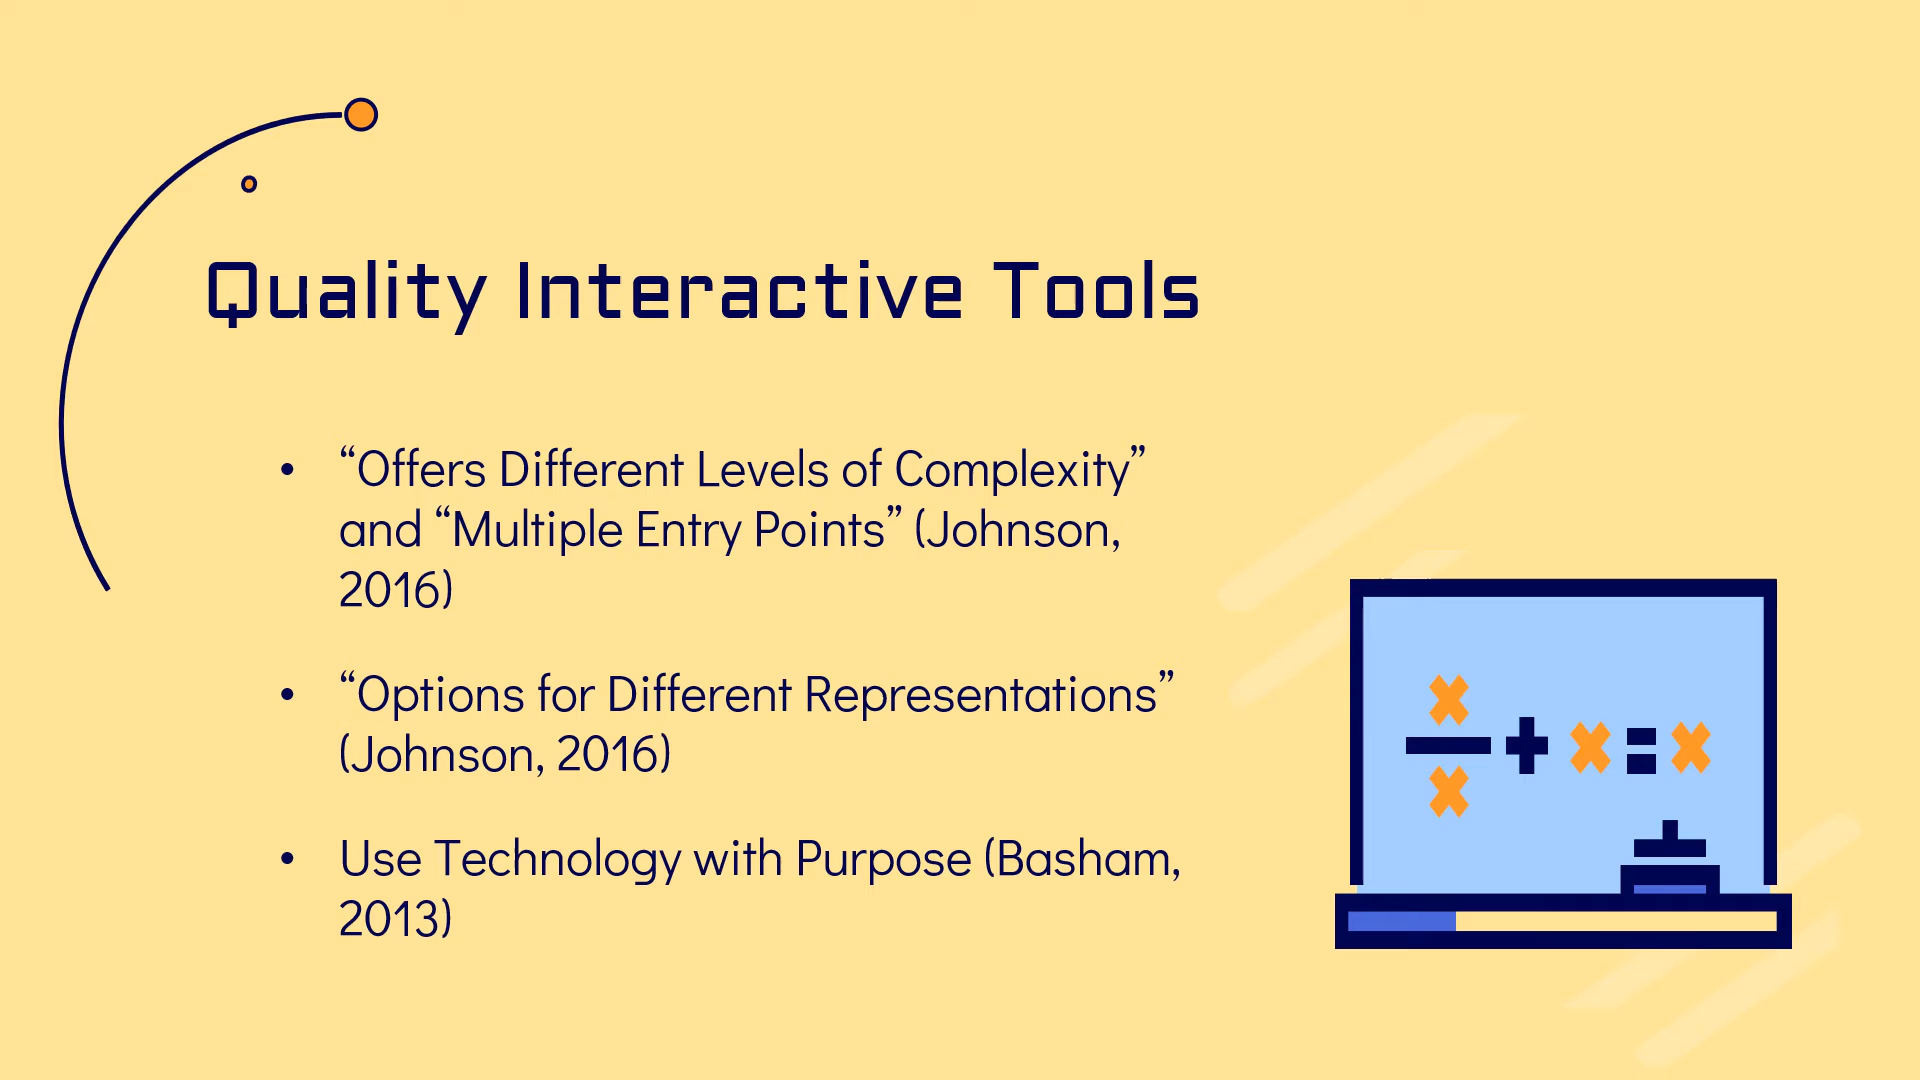 Quality Interactive Tools
• “Offers Different Levels of Complexity”
and “Multiple Entry Points” (Johnson,
2016)
• “Options for Different Representations”
(Johnson, 2016)
• Use Technology with Purpose (Basham,
2013)
x
x + x = x